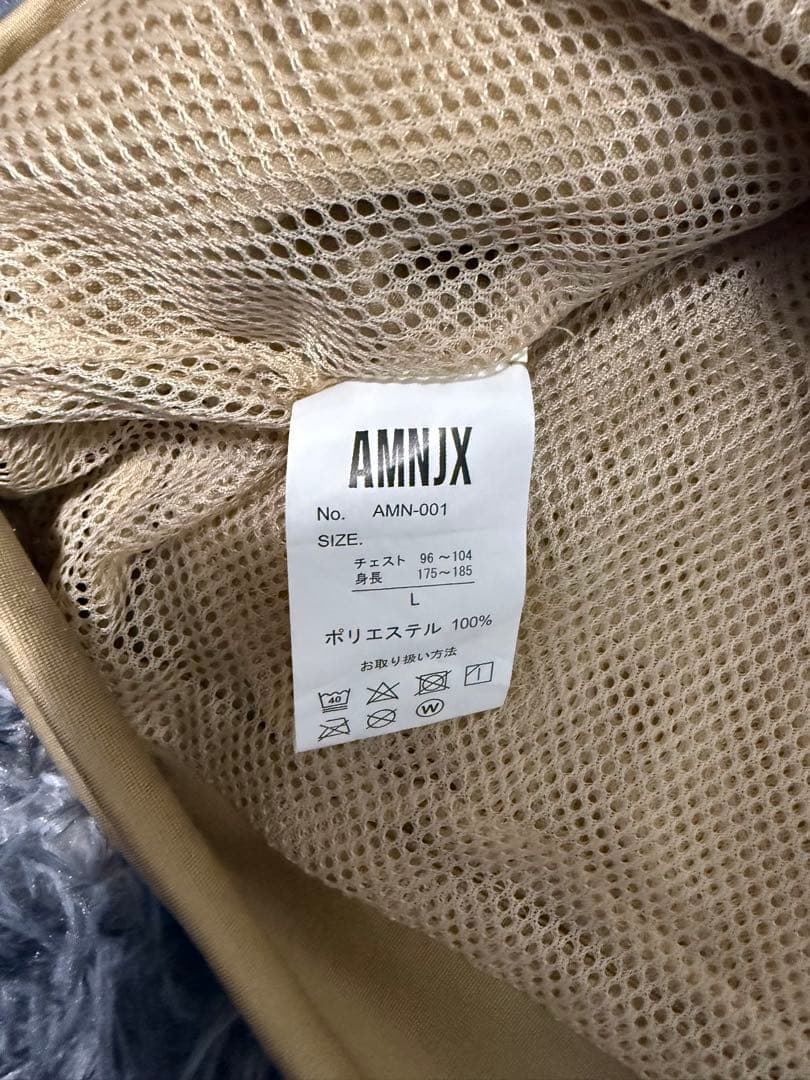 AMNJX
No. AMN-001
SIZE.
チェスト 96～104
身長 175～185
L
ポリエステル 100%
お取り扱い方法
40
W